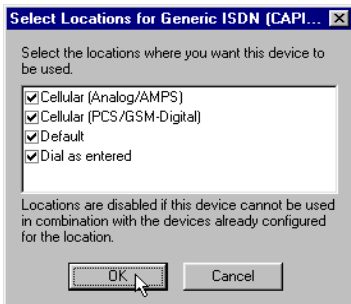 Select Locations for Generic ISDN (CAPI...
Select the locations where you want this device to
be used.
Cellular (Analog/AMPS)
Cellular (PCS/GSM-Digital)
Default
Dial as entered
Locations are disabled if this device cannot be used
in combination with the devices already configured
for the location.
OK Cancel